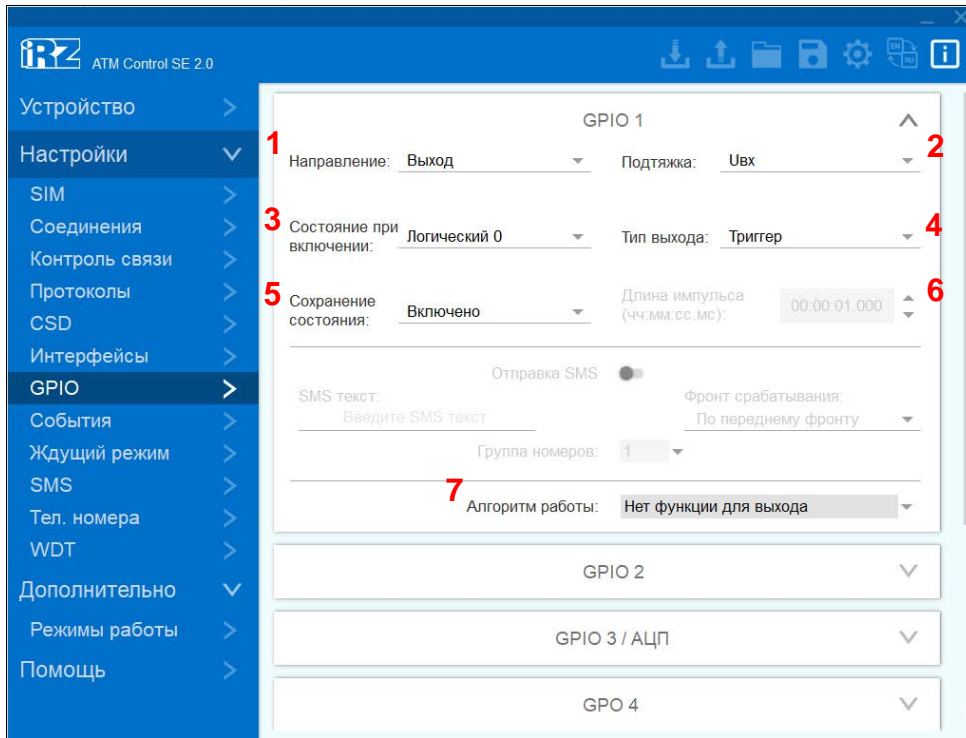 iRZ ATM Control SE 2.0
EN
RU
Устройство
Настройки
SIM
Соединения
Контроль связи
Протоколы
CSD
Интерфейсы
GPIO
События
Ждущий режим
SMS
Тел. номера
WDT
Дополнительно
Режимы работы
Помощь
GPIO 1
1
Направление: Выход
Подтяжка: Uвх
2
3
Состояние при
включении: Логический 0
Тип выхода: Триггер
4
5
Сохранение
состояния: Включено
Длина импульса
(чч:мм:сс.мс): 00:00:01.000
6
Отправка SMS
SMS текст:
Введите SMS текст
Фронт срабатывания:
По переднему фронту
Группа номеров: 1
7
Алгоритм работы: Нет функции для выхода
GPIO 2
GPIO 3 / АЦП
GPO 4